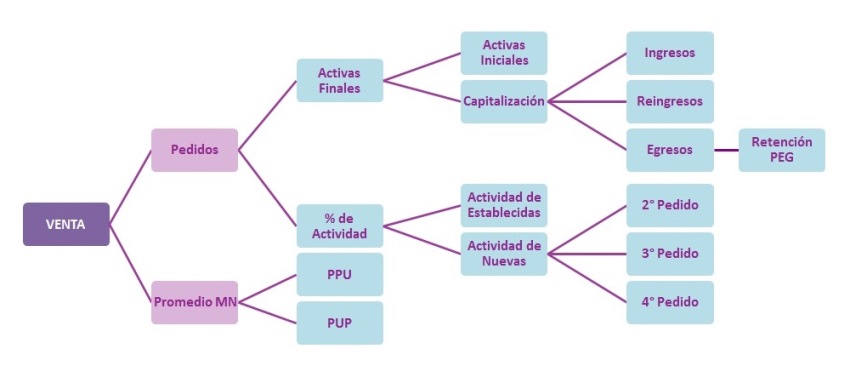 VENTA
Pedidos
Promedio MN
Activas
Finales
% de
Actividad
PPU
PUP
Activas
Iniciales
Capitalización
Actividad de
Establecidas
Actividad de
Nuevas
Ingresos
Reingresos
Egresos
Retención
PEG
2° Pedido
3° Pedido
4° Pedido